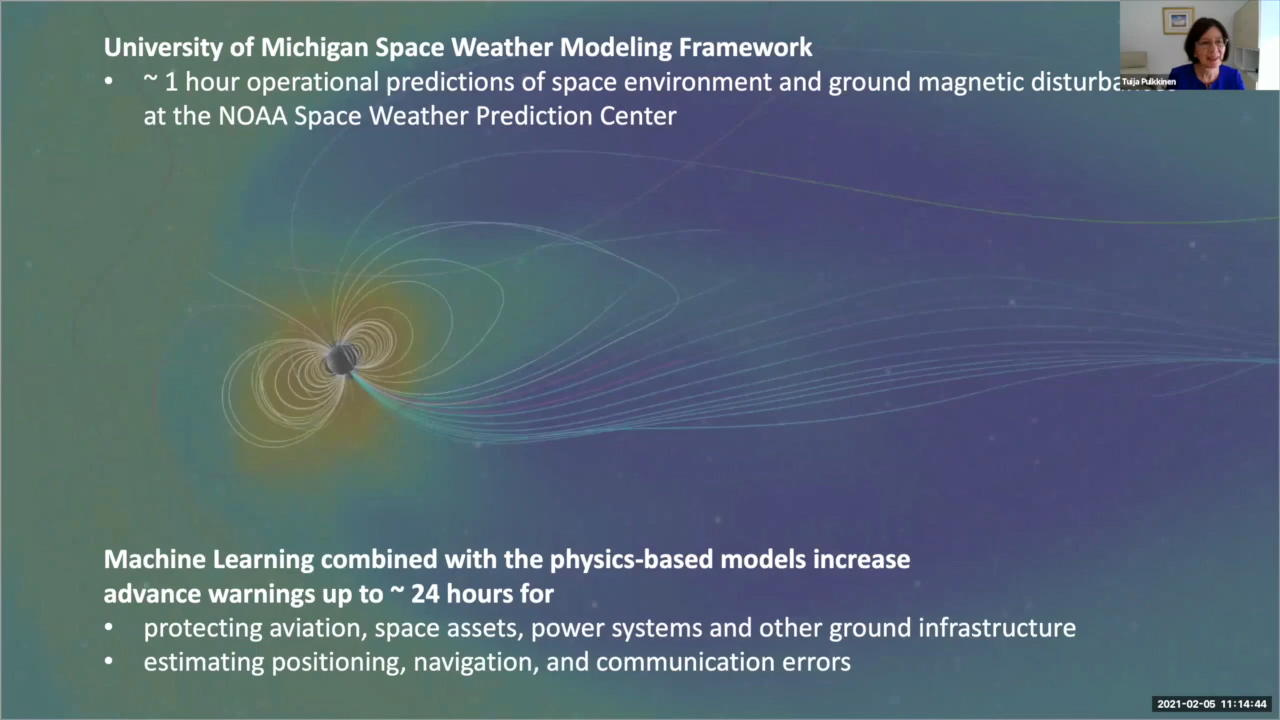 University of Michigan Space Weather Modeling Framework
• ~ 1 hour operational predictions of space environment and ground magnetic
at the NOAA Space Weather Prediction Center
Tuija Pulkkinen
Machine Learning combined with the physics-based models increase
advance warnings up to ~ 24 hours for
• protecting aviation, space assets, power systems and other ground infrastructure
• estimating positioning, navigation, and communication errors
2021-02-05 11:14:44